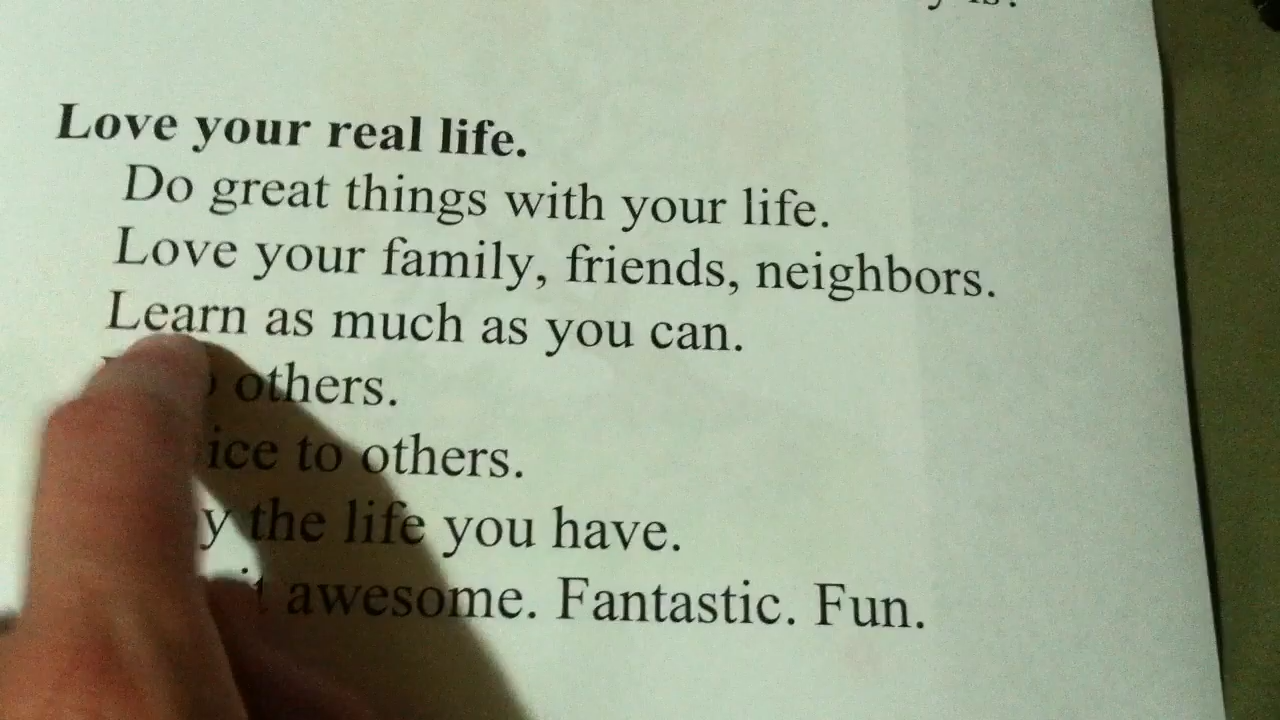 Love your real life.
Do great things with your life.
Love your family, friends, neighbors.
Learn as much as you can.
others.
to others.
the life you have.
awesome. Fantastic. Fun.